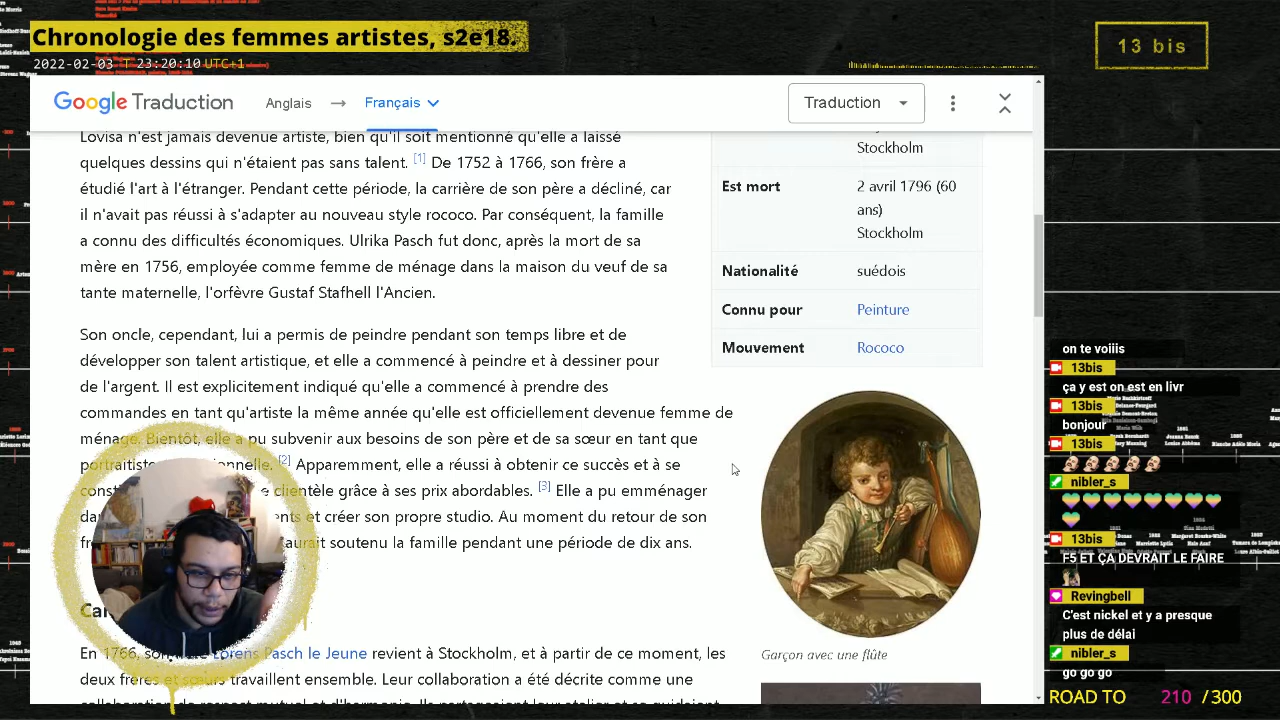 Chronologie des femmes artistes, s2e18.
2022-02-03 T 23:20:10 UTC+1
13 bis
Google Traduction
Anglais → Français
Traduction
Lovisa n'est jamais devenue artiste, bien qu'il soit mentionné qu'elle a laissé
quelques dessins qui n'étaient pas sans talent. [1] De 1752 à 1766, son frère a
étudié l'art à l'étranger. Pendant cette période, la carrière de son père a décliné, car
il n'avait pas réussi à s'adapter au nouveau style rococo. Par conséquent, la famille
a connu des difficultés économiques. Ulrika Pasch fut donc, après la mort de sa
mère en 1756, employée comme femme de ménage dans la maison du veuf de sa
tante maternelle, l'orfèvre Gustaf Stafhell l'Ancien.
Son oncle, cependant, lui a permis de peindre pendant son temps libre et de
développer son talent artistique, et elle a commencé à peindre et à dessiner pour
de l'argent. Il est explicitement indiqué qu'elle a commencé à prendre des
commandes en tant qu'artiste la même année qu'elle est officiellement devenue femme de
ménage. Bientôt, elle a pu subvenir aux besoins de son père et de sa sœur en tant que
[2] Apparemment, elle a réussi à obtenir ce succès et à se
clientèle grâce à ses prix abordables. [3] Elle a pu emménager
et créer son propre studio. Au moment du retour de son
aurait soutenu la famille pendant une période de dix ans.
En 1766, Lorens Pasch le Jeune revient à Stockholm, et à partir de ce moment, les
deux frères et sœurs travaillent ensemble. Leur collaboration a été décrite comme une
Stockholm
Est mort
2 avril 1796 (60
ans)
Stockholm
Nationalité
suédois
Connu pour
Peinture
Mouvement
Rococo
Garçon avec une flûte
on te voiiis
13bis
ça y est on est en livr
13bis
bonjour
13bis
nibler_s
13bis
F5 ET ÇA DEVRAIT LE FAIRE
Revingbell
C'est nickel et y a presque
plus de délai
nibler_s
go go go
ROAD TO 210 /300